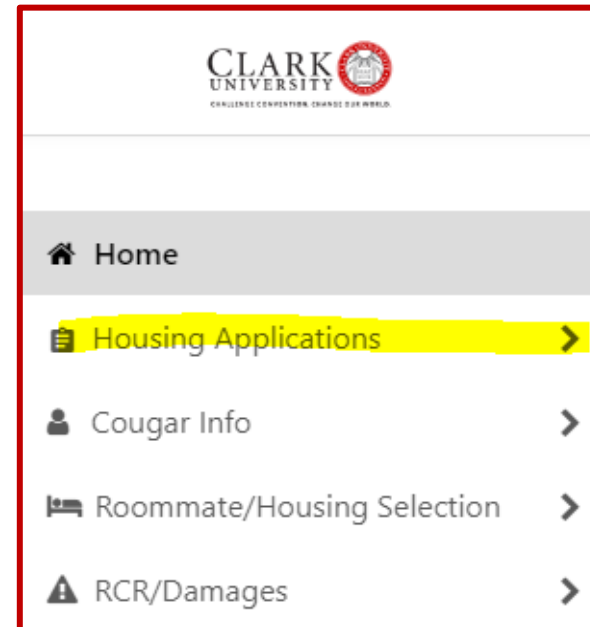 CLARK
UNIVERSITY
CHALLENGE CONVENTION. CHANGE OUR WORLD.
Home
Housing Applications
Cougar Info
Roommate/Housing Selection
RCR/Damages